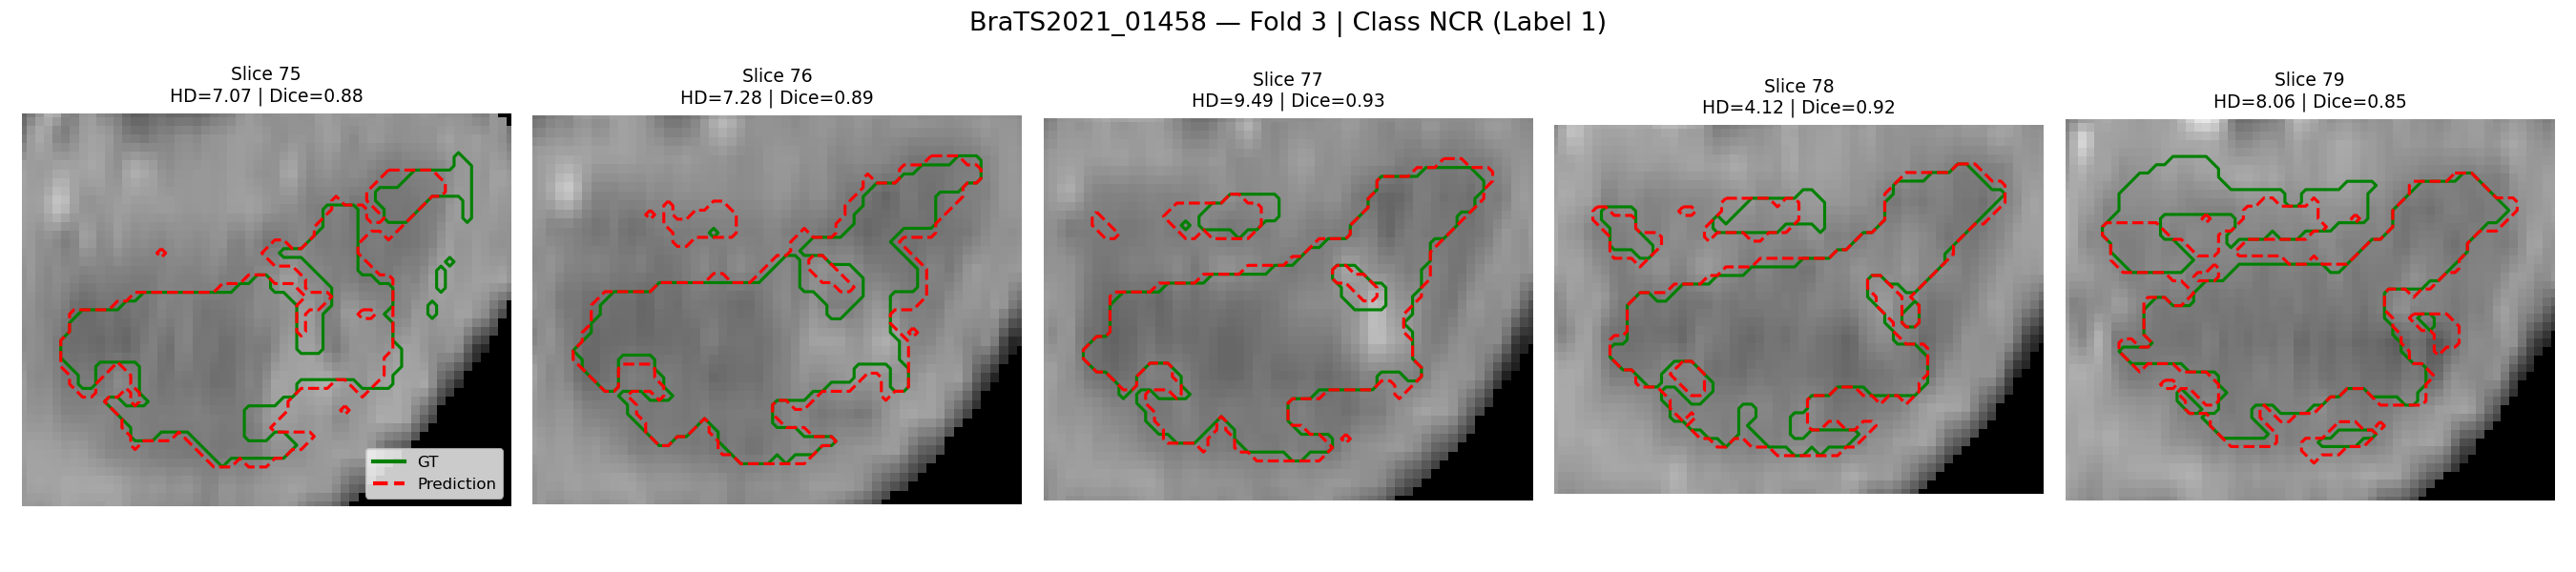 BraTS2021_01458 — Fold 3 | Class NCR (Label 1)
Slice 75
HD=7.07 | Dice=0.88
Slice 76
HD=7.28 | Dice=0.89
Slice 77
HD=9.49 | Dice=0.93
Slice 78
HD=4.12 | Dice=0.92
Slice 79
HD=8.06 | Dice=0.85
GT
Prediction